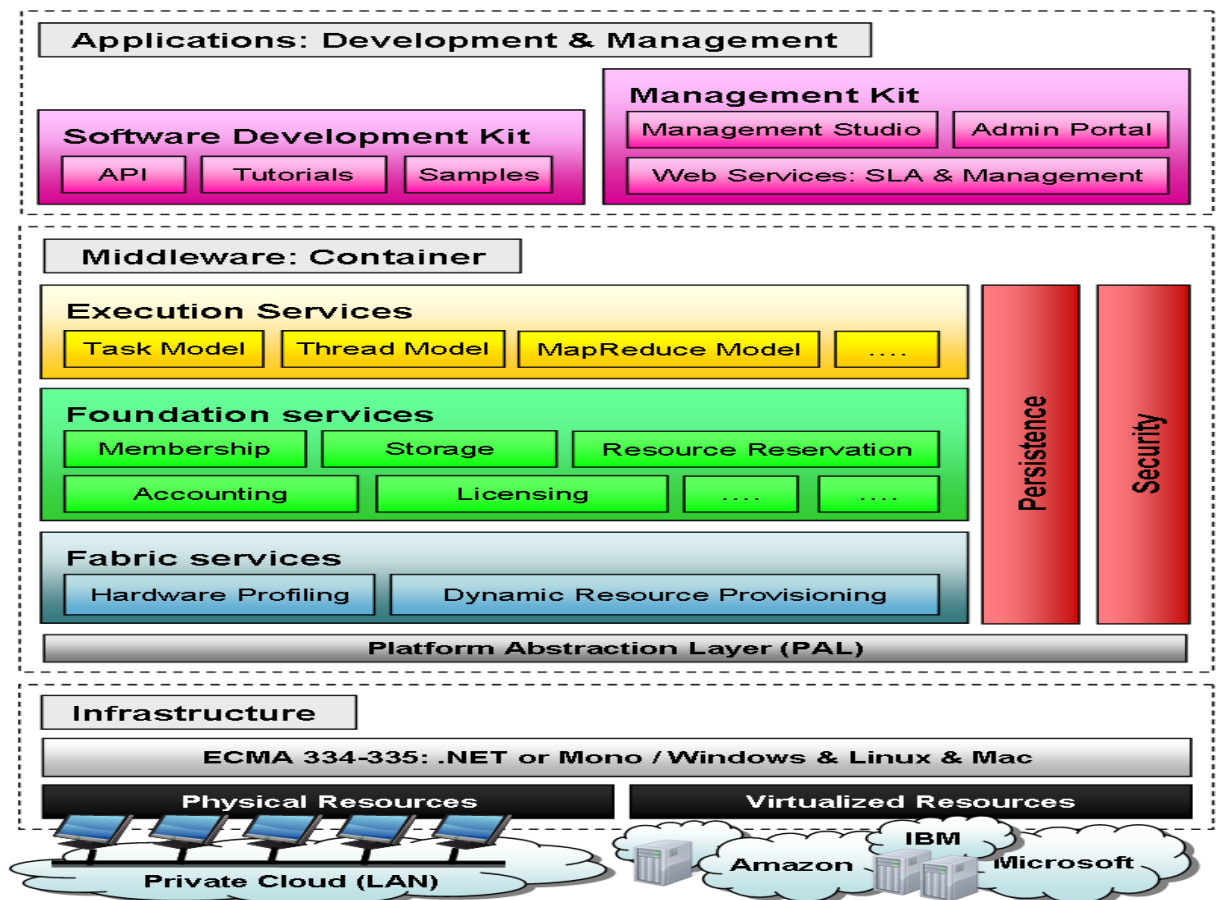 Applications: Development & Management
Software Development Kit
API
Tutorials
Samples
Management Kit
Management Studio
Admin Portal
Web Services: SLA & Management
Middleware: Container
Execution Services
Task Model
Thread Model
MapReduce Model
....
Foundation services
Membership
Storage
Resource Reservation
Accounting
Licensing
....
....
Fabric services
Hardware Profiling
Dynamic Resource Provisioning
Persistence
Security
Platform Abstraction Layer (PAL)
Infrastructure
ECMA 334-335: .NET or Mono / Windows & Linux & Mac
Physical Resources
Virtualized Resources
Private Cloud (LAN)
Amazon
IBM
Microsoft